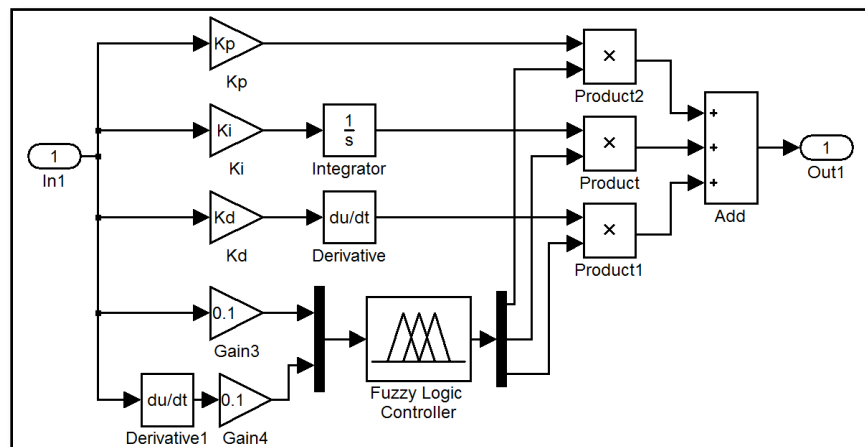 Kp
Kp
×
Product2
1
In1
Ki
Ki
1
s
Integrator
×
Product
+
+
+
Add
1
Out1
Kd
Kd
du/dt
Derivative
×
Product1
0.1
Gain3
Fuzzy Logic
Controller
du/dt
Derivative1
0.1
Gain4